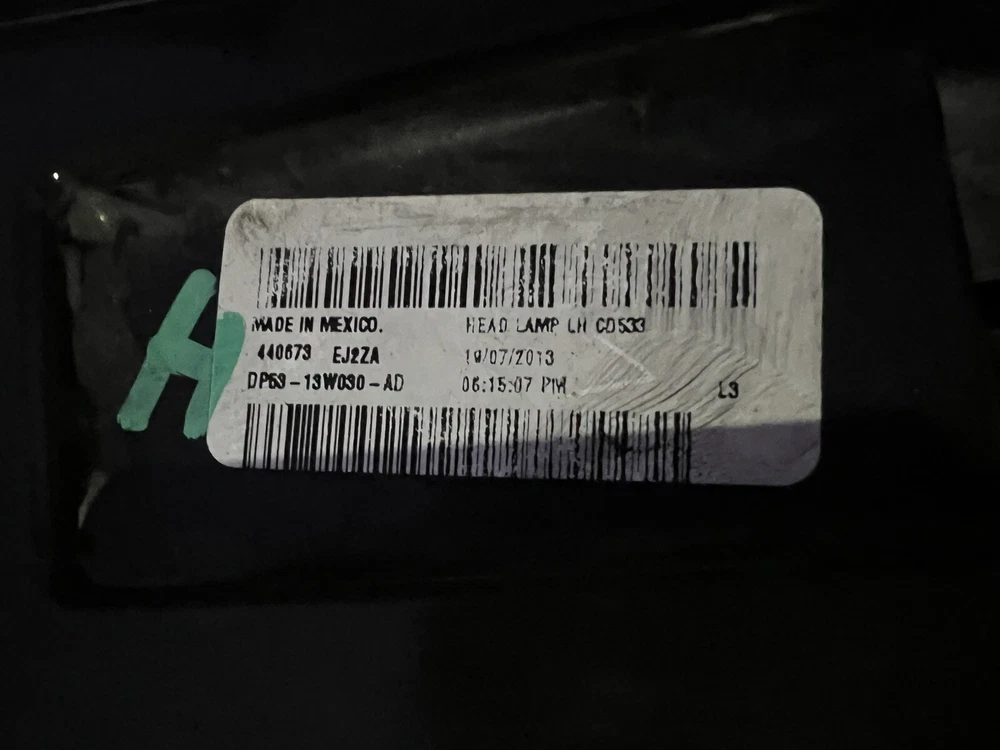 H
MADE IN MEXICO.
HEAD LAMP LH CD533
440673 EJ2ZA
19/07/2013
DP53-13W030-AD
06:15:07 PM
L3